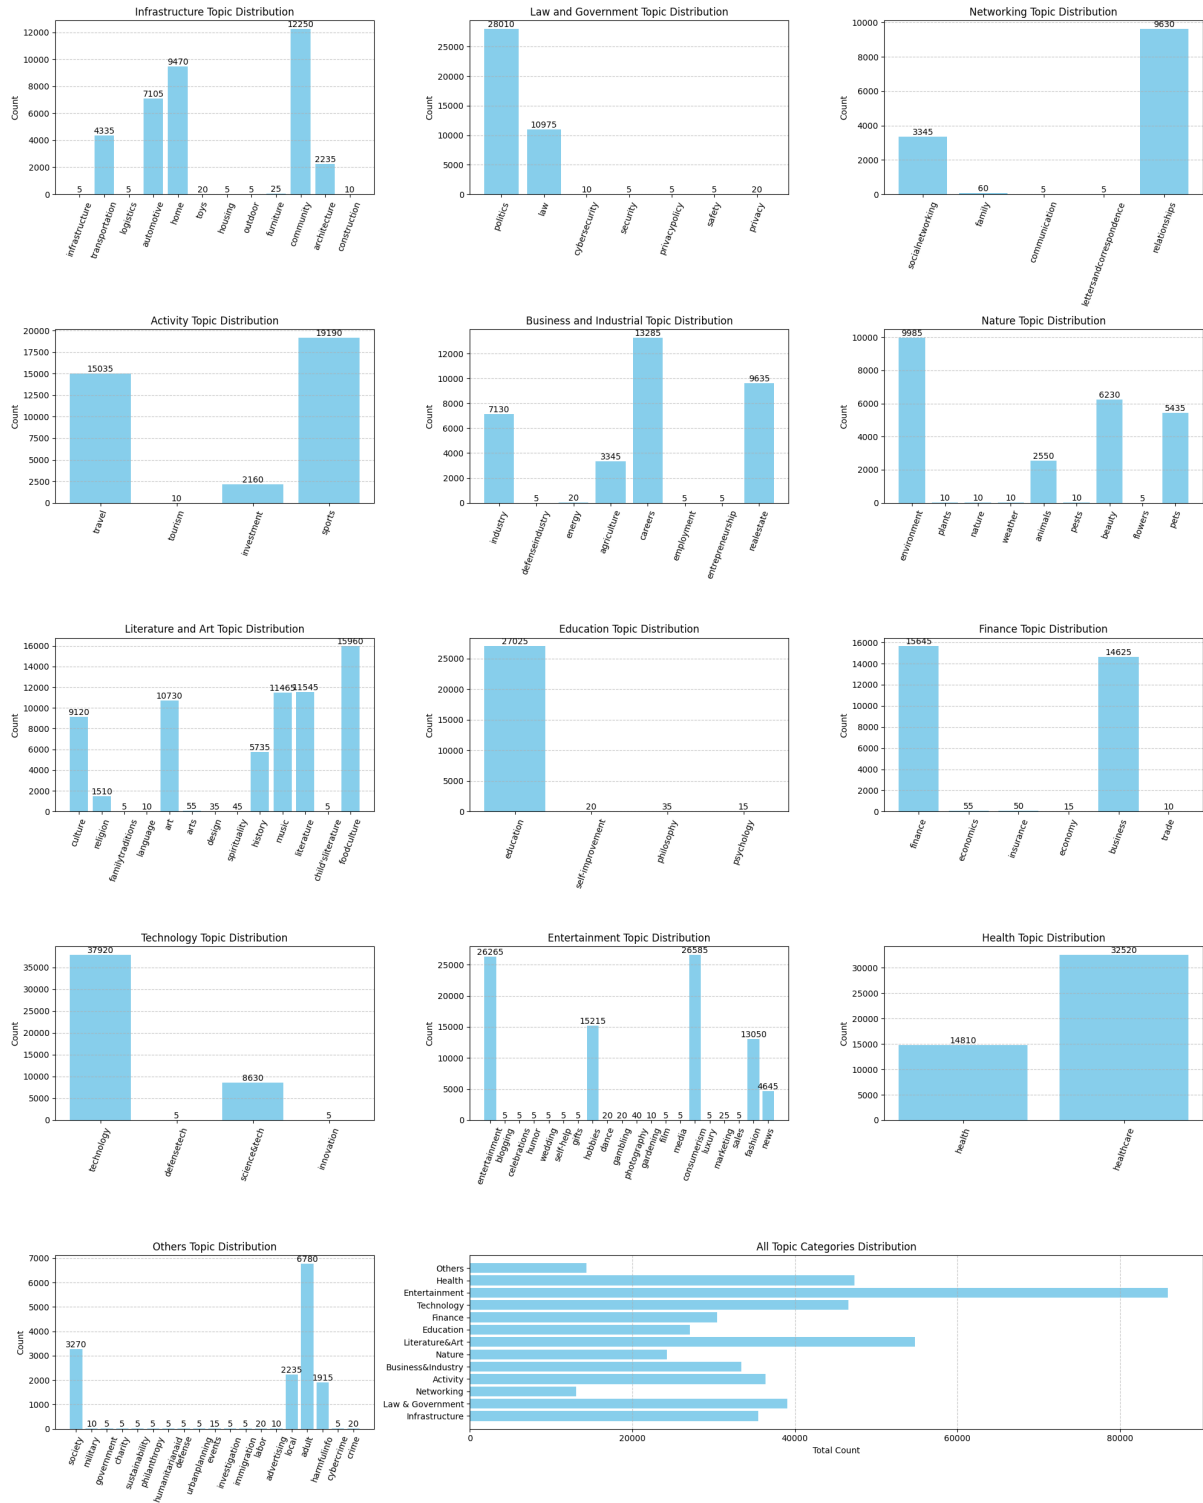 Infrastructure Topic Distribution
12250
12000
10000
9470
8000
7105
6000
4335
4000
2235
2000
0
5 5 20 5 5 25 10
Count
infrastructure
transportation
logistics
automotive
home
toys
housing
outdoor
furniture
community
architecture
construction
Law and Government Topic Distribution
28010
25000
20000
15000
10975
10000
5000
0
10 5 5 5 20
Count
politics
law
cybersecurity
security
privacypolicy
safety
privacy
Networking Topic Distribution
10000
9630
8000
6000
4000
3345
2000
0
60 5 5
Count
socialnetworking
family
communication
lettersandcorrespondence
relationships
Activity Topic Distribution
20000
19190
17500
15035
15000
12500
10000
7500
5000
2500
2160
0
10
Count
travel
tourism
investment
sports
Business and Industrial Topic Distribution
13285
12000
10000
9635
8000
7130
6000
4000
3345
2000
0
5 20 5 5
Count
industry
defenseindustry
energy
agriculture
careers
employment
entrepreneurship
realestate
Nature Topic Distribution
9985
10000
8000
6230
6000
5435
4000
2550
2000
0
10 10 10 10 5
Count
environment
plants
nature
weather
animals
pests
beauty
flowers
pets
Literature and Art Topic Distribution
15960
16000
14000
12000
11465 11545
10730
10000
9120
8000
6000
5735
4000
2000
1510
0
5 10 55 35 45 5
Count
culture
religion
familytraditions
language
art
arts
design
spirituality
history
music
literature
child'sliterature
foodculture
Education Topic Distribution
27025
25000
20000
15000
10000
5000
0
20 35 15
Count
education
self-improvement
philosophy
psychology
Finance Topic Distribution
15645
16000
14625
14000
12000
10000
8000
6000
4000
2000
0
55 50 15 10
Count
finance
economics
insurance
economy
business
trade
Technology Topic Distribution
37920
35000
30000
25000
20000
15000
10000
8630
5000
0
5 5
Count
technology
defensetech
science&tech
innovation
Entertainment Topic Distribution
26265
26585
25000
20000
15215
15000
13050
10000
5000
4645
0
5 5 5 5 5 5 20 20 40 10 5 5 5 25 5
Count
entertainment
blogging
celebrations
humor
wedding
self-help
gifts
hobbies
dance
gambling
photography
gardening
film
media
consumerism
luxury
marketing
sales
fashion
news
Health Topic Distribution
32520
30000
25000
20000
15000
14810
10000
5000
0
Count
health
healthcare
Others Topic Distribution
7000
6780
6000
5000
4000
3270
3000
2235
2000
1915
1000
0
10 5 5 5 5 5 5 5 15 5 5 20 10 5 20
Count
society
military
government
charity
sustainability
philanthropy
humanitarianaid
defense
urbanplanning
events
investigation
immigration
labor
advertising
local
adult
harmfulinfo
cybercrime
crime
All Topic Categories Distribution
Others
Health
Entertainment
Technology
Finance
Education
Literature&Art
Nature
Business&Industry
Activity
Networking
Law & Government
Infrastructure
0 20000 40000 60000 80000
Total Count